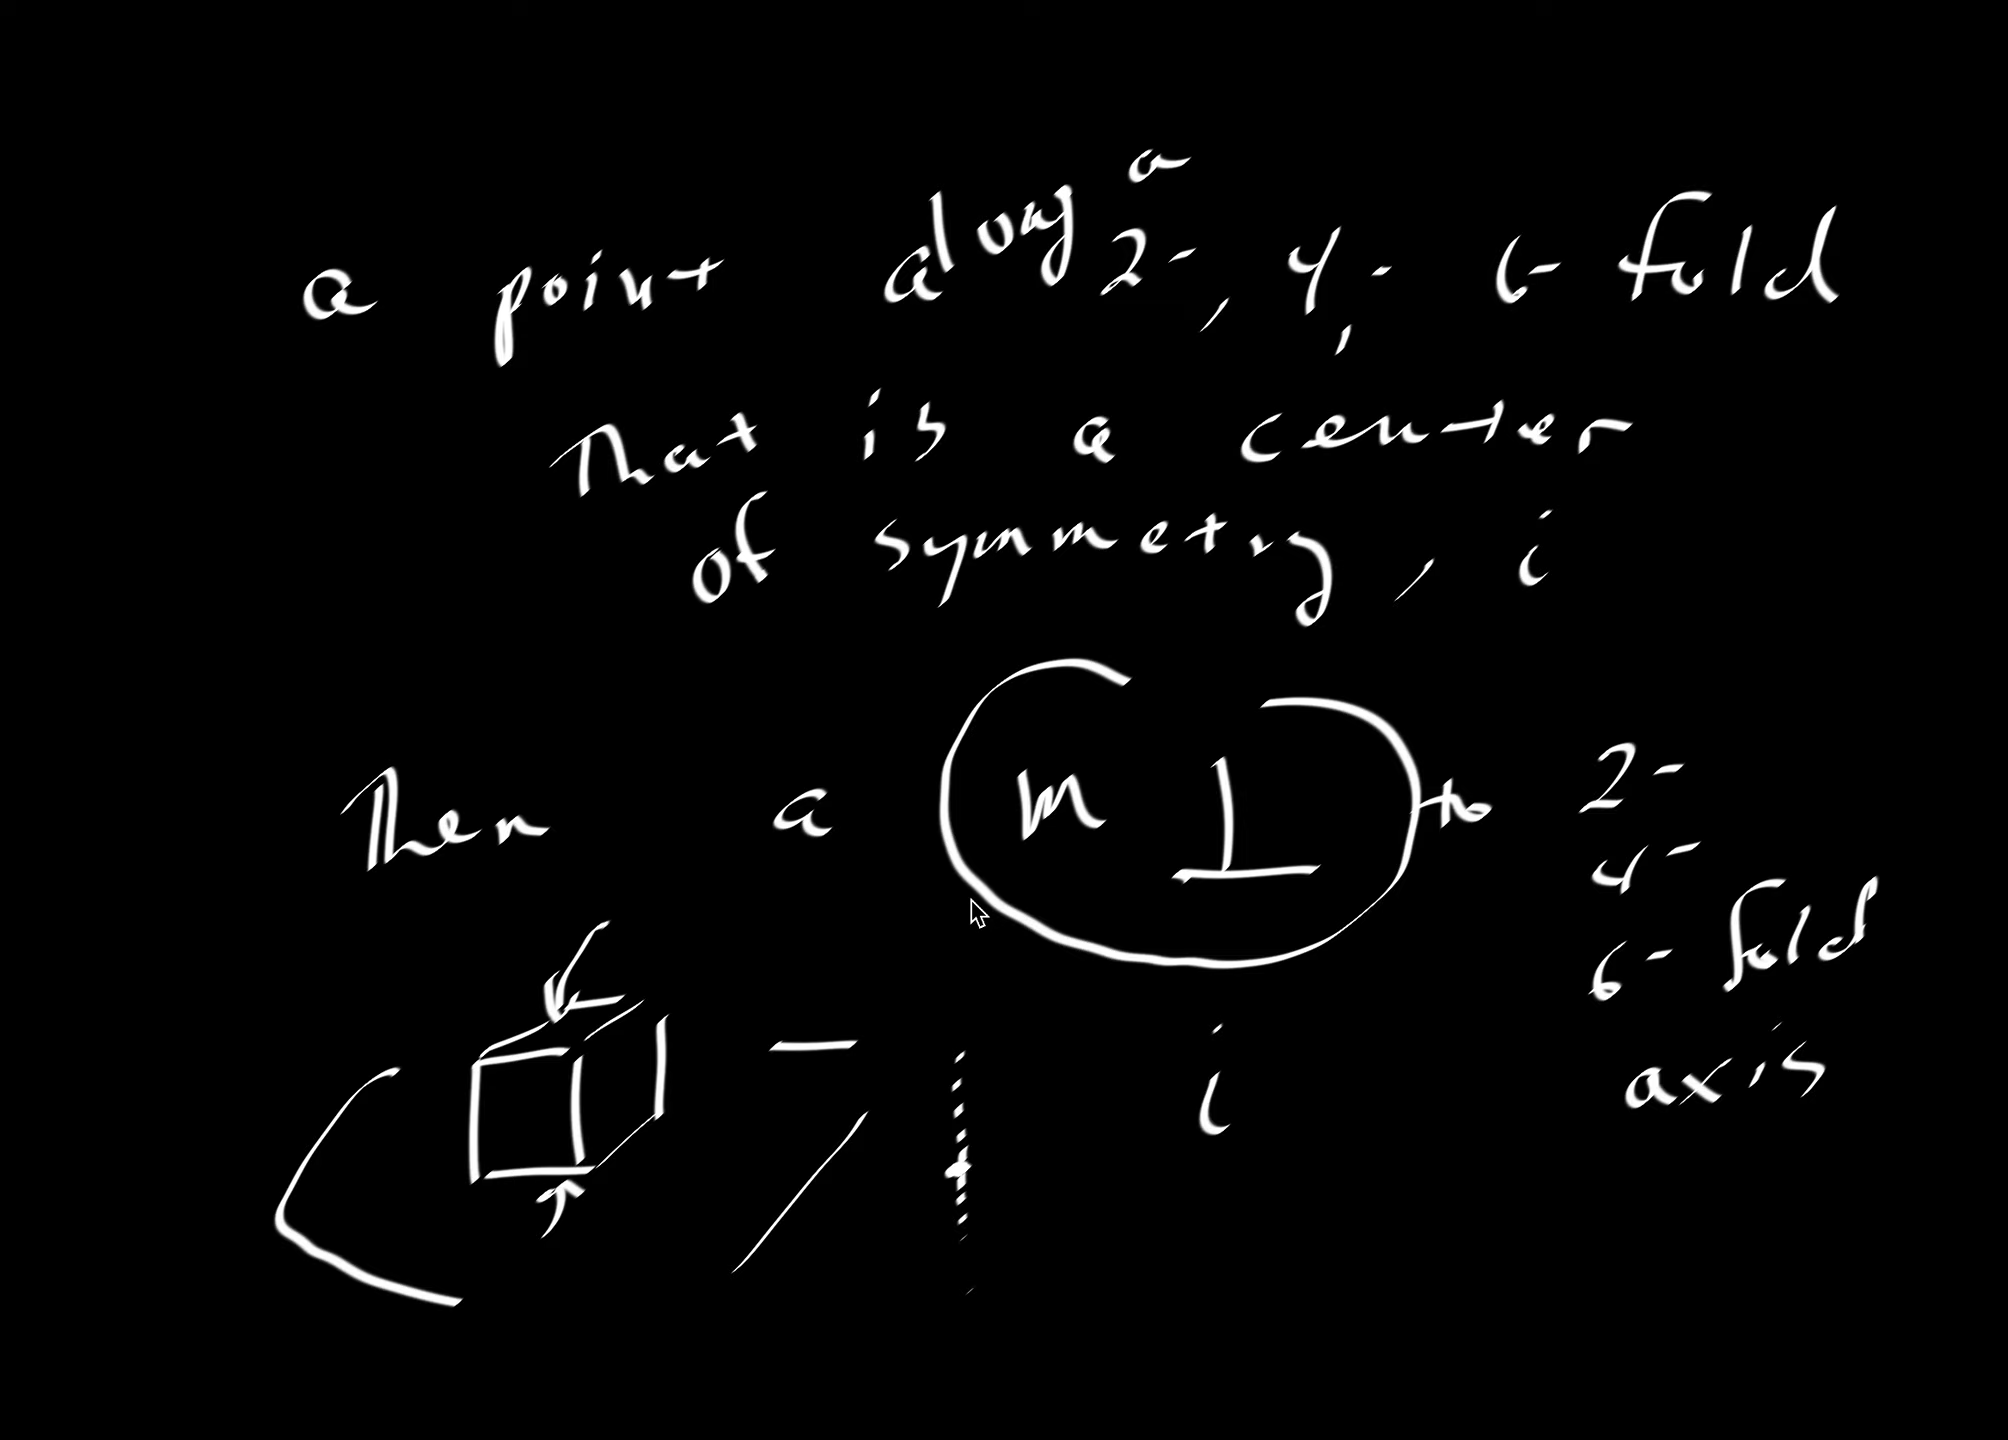 a point along a 2-, 4-, 6-fold
that is a center
of symmetry, i
Then a m ⊥ to 2-
4-
6-fold
axis
i